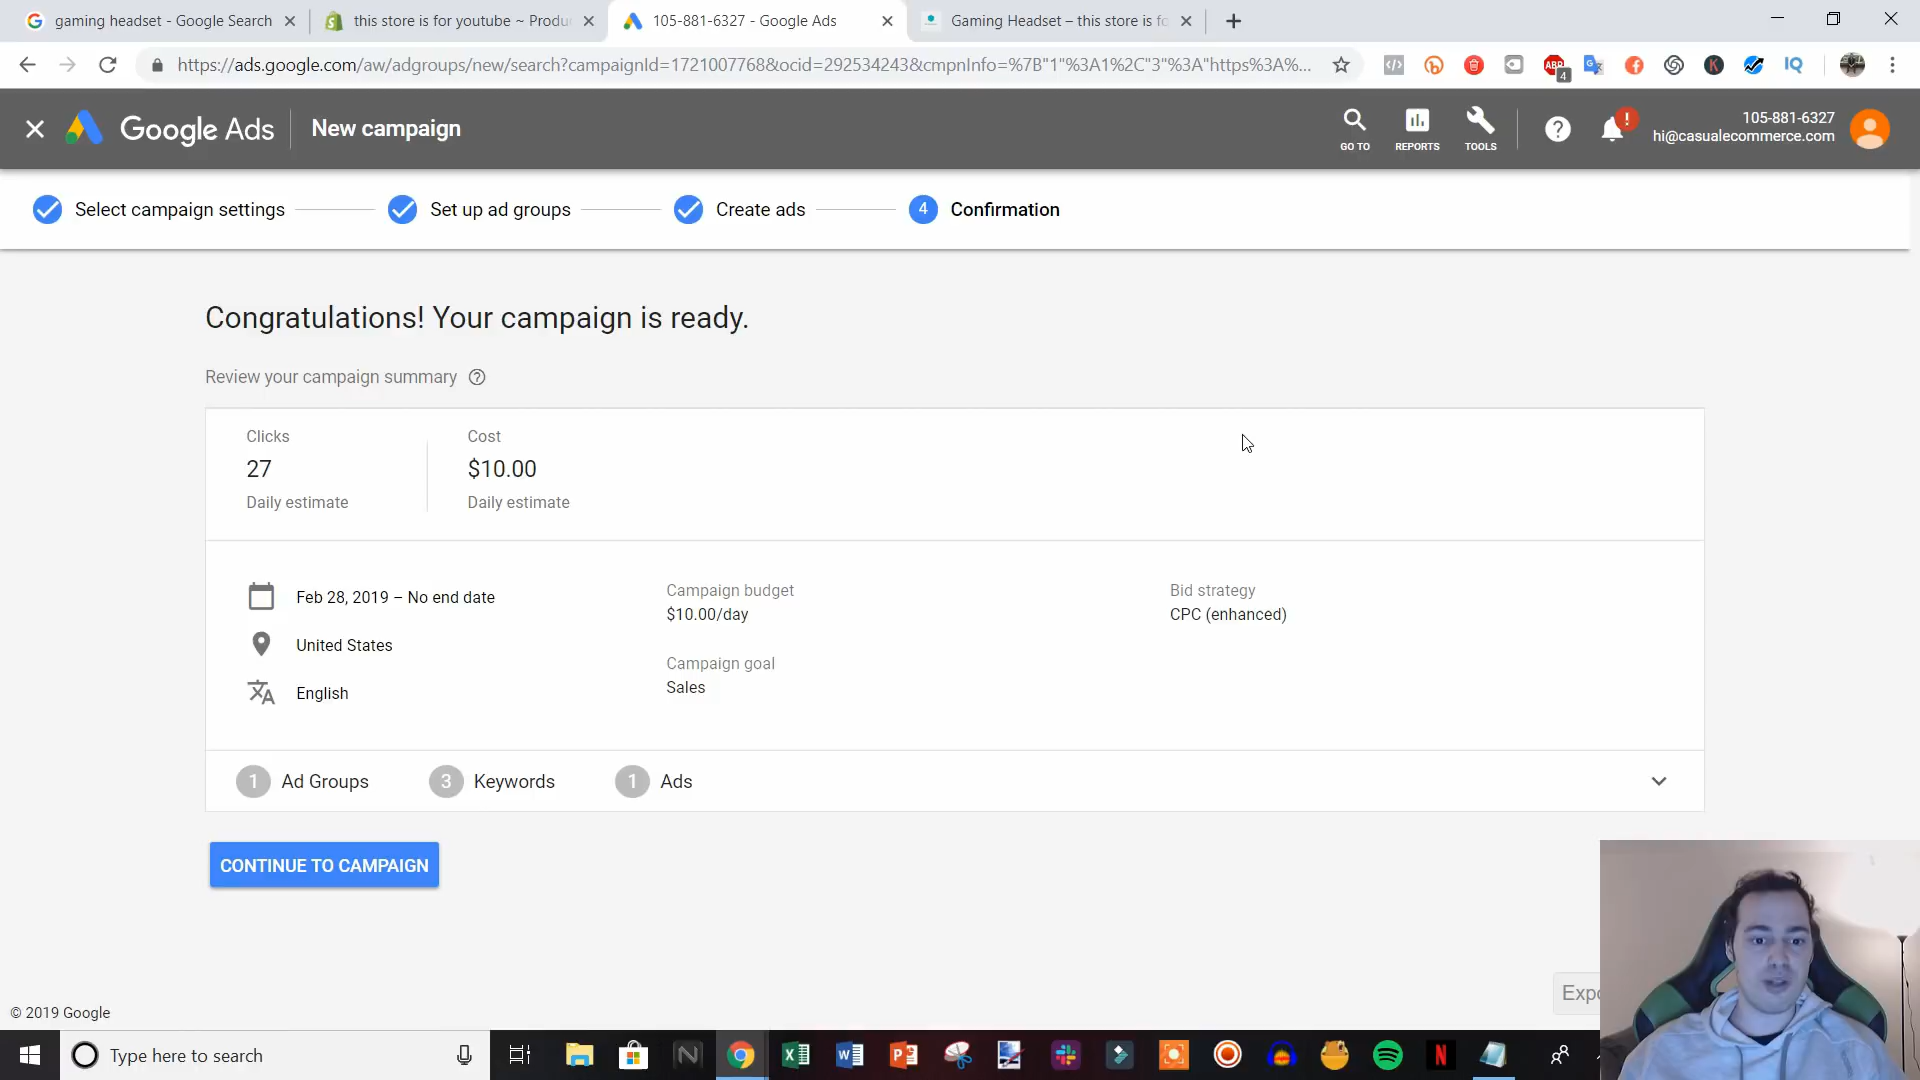 gaming headset - Google Search
this store is for youtube ~ Produ
105-881-6327 - Google Ads
Gaming Headset – this store is fo
https://ads.google.com/aw/adgroups/new/search?campaignId=1721007768&ocid=292534243&cmpnInfo=%7B"1"%3A1%2C"3"%3A"https%3A%...
ABP
4
K
IQ
Google Ads
New campaign
GO TO
REPORTS
TOOLS
?
!
105-881-6327
hi@casualecommerce.com
Select campaign settings
Set up ad groups
Create ads
4
Confirmation
Congratulations! Your campaign is ready.
Review your campaign summary
?
Clicks
27
Daily estimate
Cost
$10.00
Daily estimate
Feb 28, 2019 – No end date
United States
English
Campaign budget
$10.00/day
Campaign goal
Sales
Bid strategy
CPC (enhanced)
1
Ad Groups
3
Keywords
1
Ads
CONTINUE TO CAMPAIGN
Expo
© 2019 Google
Type here to search